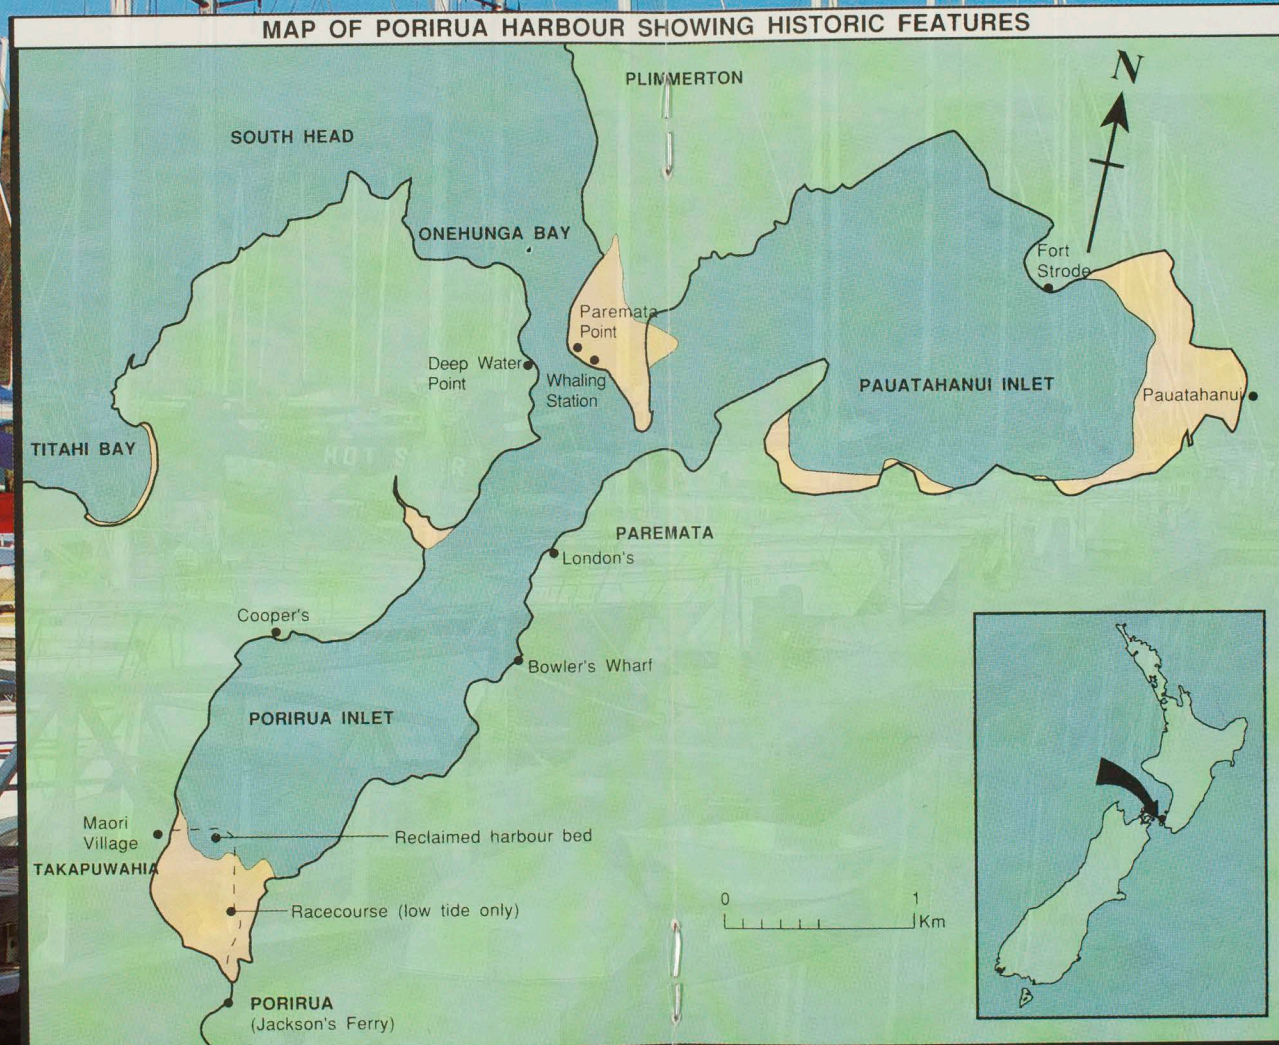 MAP OF PORIRUA HARBOUR SHOWING HISTORIC FEATURES
PLIMMERTON
N
SOUTH HEAD
ONEHUNGA BAY
Fort
Strode
Paremata
Point
Deep Water
Point
Whaling
Station
PAUATAHANUI INLET
Pauatahanui
TITAHI BAY
PAREMATA
London's
Cooper's
Bowler's Wharf
PORIRUA INLET
Maori
Village
TAKAPUWAHIA
Reclaimed harbour bed
Racecourse (low tide only)
0 1
Km
PORIRUA
(Jackson's Ferry)